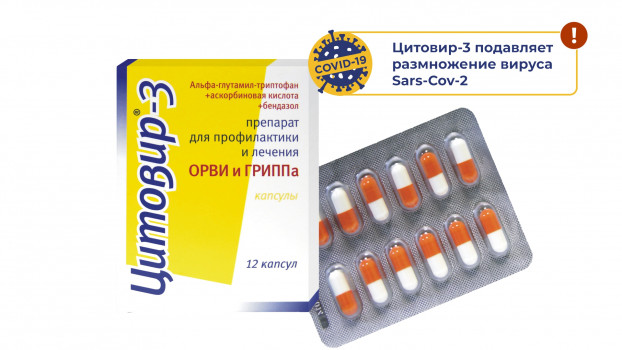 COVID-19
Цитовир-3 подавляет
размножение вируса
Sars-Cov-2
!
Цитовир®-3
Альфа-глутамил-триптофан
+аскорбиновая кислота
+бендазол
препарат
для профилактики
и лечения
ОРВИ и ГРИППа
капсулы
12 капсул